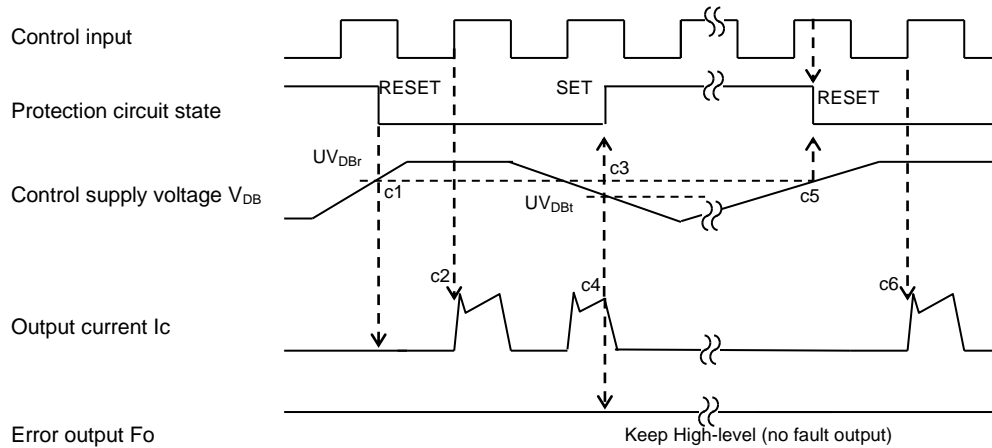 Control input
RESET
SET
Protection circuit state
RESET
UVDBr
c3
c1
c5
Control supply voltage VDB
UVDBt
c2
c4
c6
Output current Ic
Error output Fo
Keep High-level (no fault output)